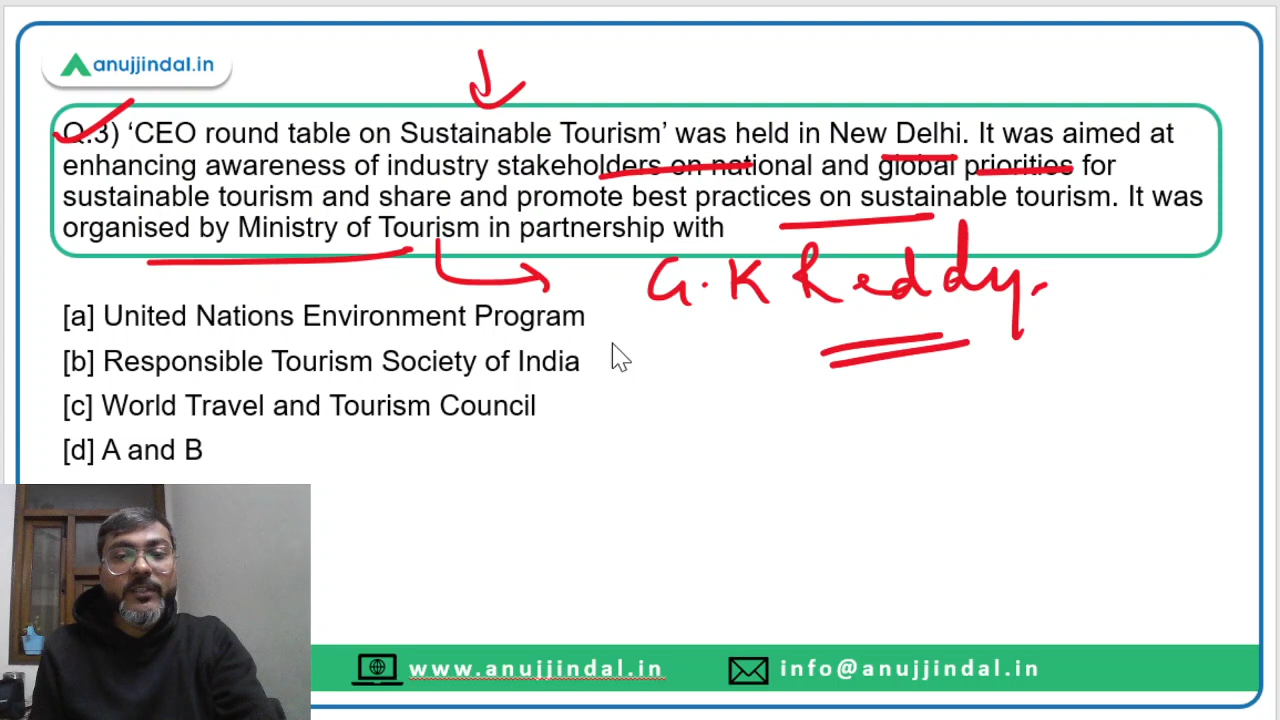 anujjindal.in
Q.3) ‘CEO round table on Sustainable Tourism’ was held in New Delhi. It was aimed at
enhancing awareness of industry stakeholders on national and global priorities for
sustainable tourism and share and promote best practices on sustainable tourism. It was
organised by Ministry of Tourism in partnership with
G.K Reddy.
[a] United Nations Environment Program
[b] Responsible Tourism Society of India
[c] World Travel and Tourism Council
[d] A and B
www.anujjindal.in
info@anujjindal.in